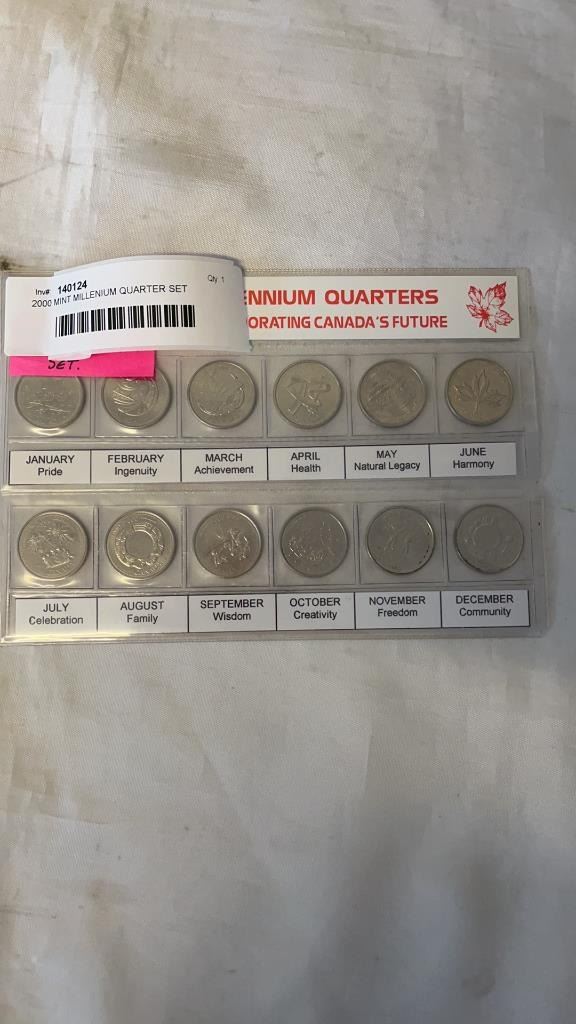 Inv#: 140124 Qty: 1
2000 MINT MILLENIUM QUARTER SET
ENNIUM QUARTERS
ORATING CANADA'S FUTURE
SET.
JANUARY
Pride
FEBRUARY
Ingenuity
MARCH
Achievement
APRIL
Health
MAY
Natural Legacy
JUNE
Harmony
JULY
Celebration
AUGUST
Family
SEPTEMBER
Wisdom
OCTOBER
Creativity
NOVEMBER
Freedom
DECEMBER
Community